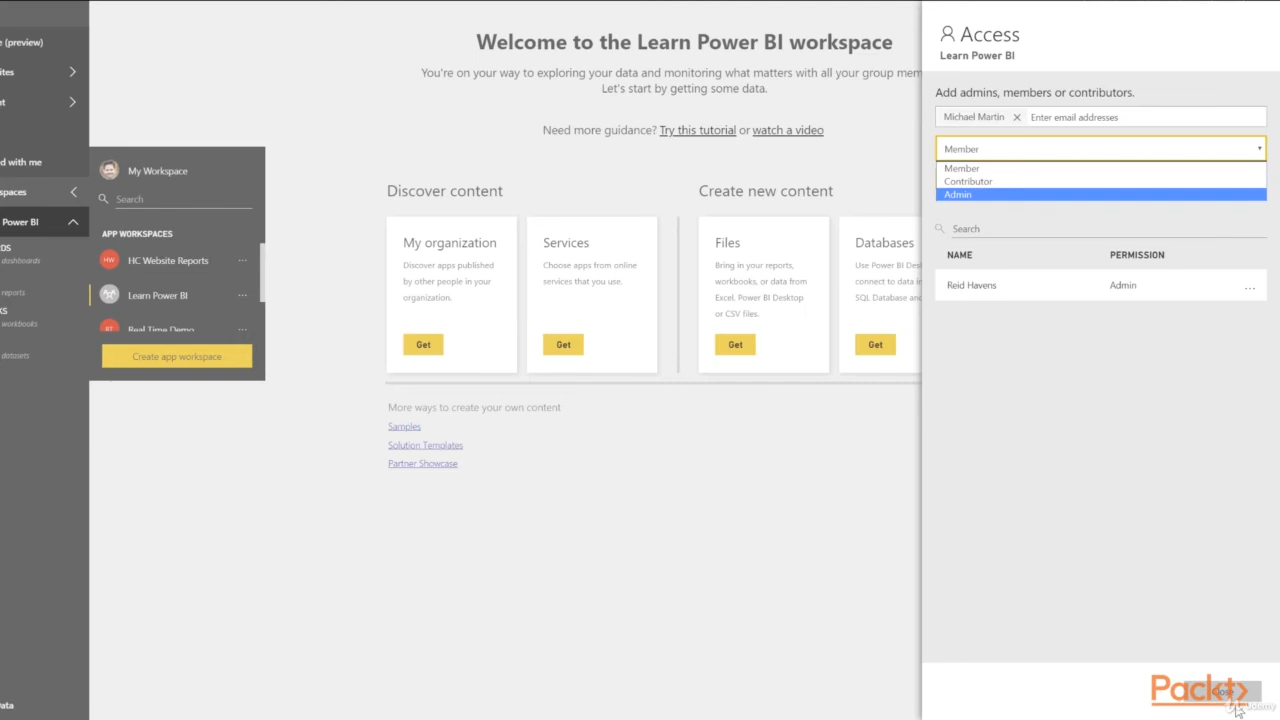 e (preview)
ites
nt
d with me
spaces
Power BI
DS
dashboards
reports
KS
workbooks
datasets
ata
My Workspace
Search
APP WORKSPACES
HW
HC Website Reports
...
Learn Power BI
...
RT
Real Time Demo
...
Create app workspace
Welcome to the Learn Power BI workspace
You're on your way to exploring your data and monitoring what matters with all your group mem
Let's start by getting some data.
Need more guidance? Try this tutorial or watch a video
Discover content
My organization
Discover apps published
by other people in your
organization.
Get
Services
Choose apps from online
services that you use.
Get
Create new content
Files
Bring in your reports,
workbooks, or data from
Excel, Power BI Desktop
or CSV files.
Get
Databases
Use Power BI Des
connect to data in
SQL Database and
Get
More ways to create your own content
Samples
Solution Templates
Partner Showcase
Access
Learn Power BI
Add admins, members or contributors.
Michael Martin
Enter email addresses
Member
Member
Contributor
Admin
Search
NAME PERMISSION
Reid Havens Admin ...
Close
Packt>
Udemy